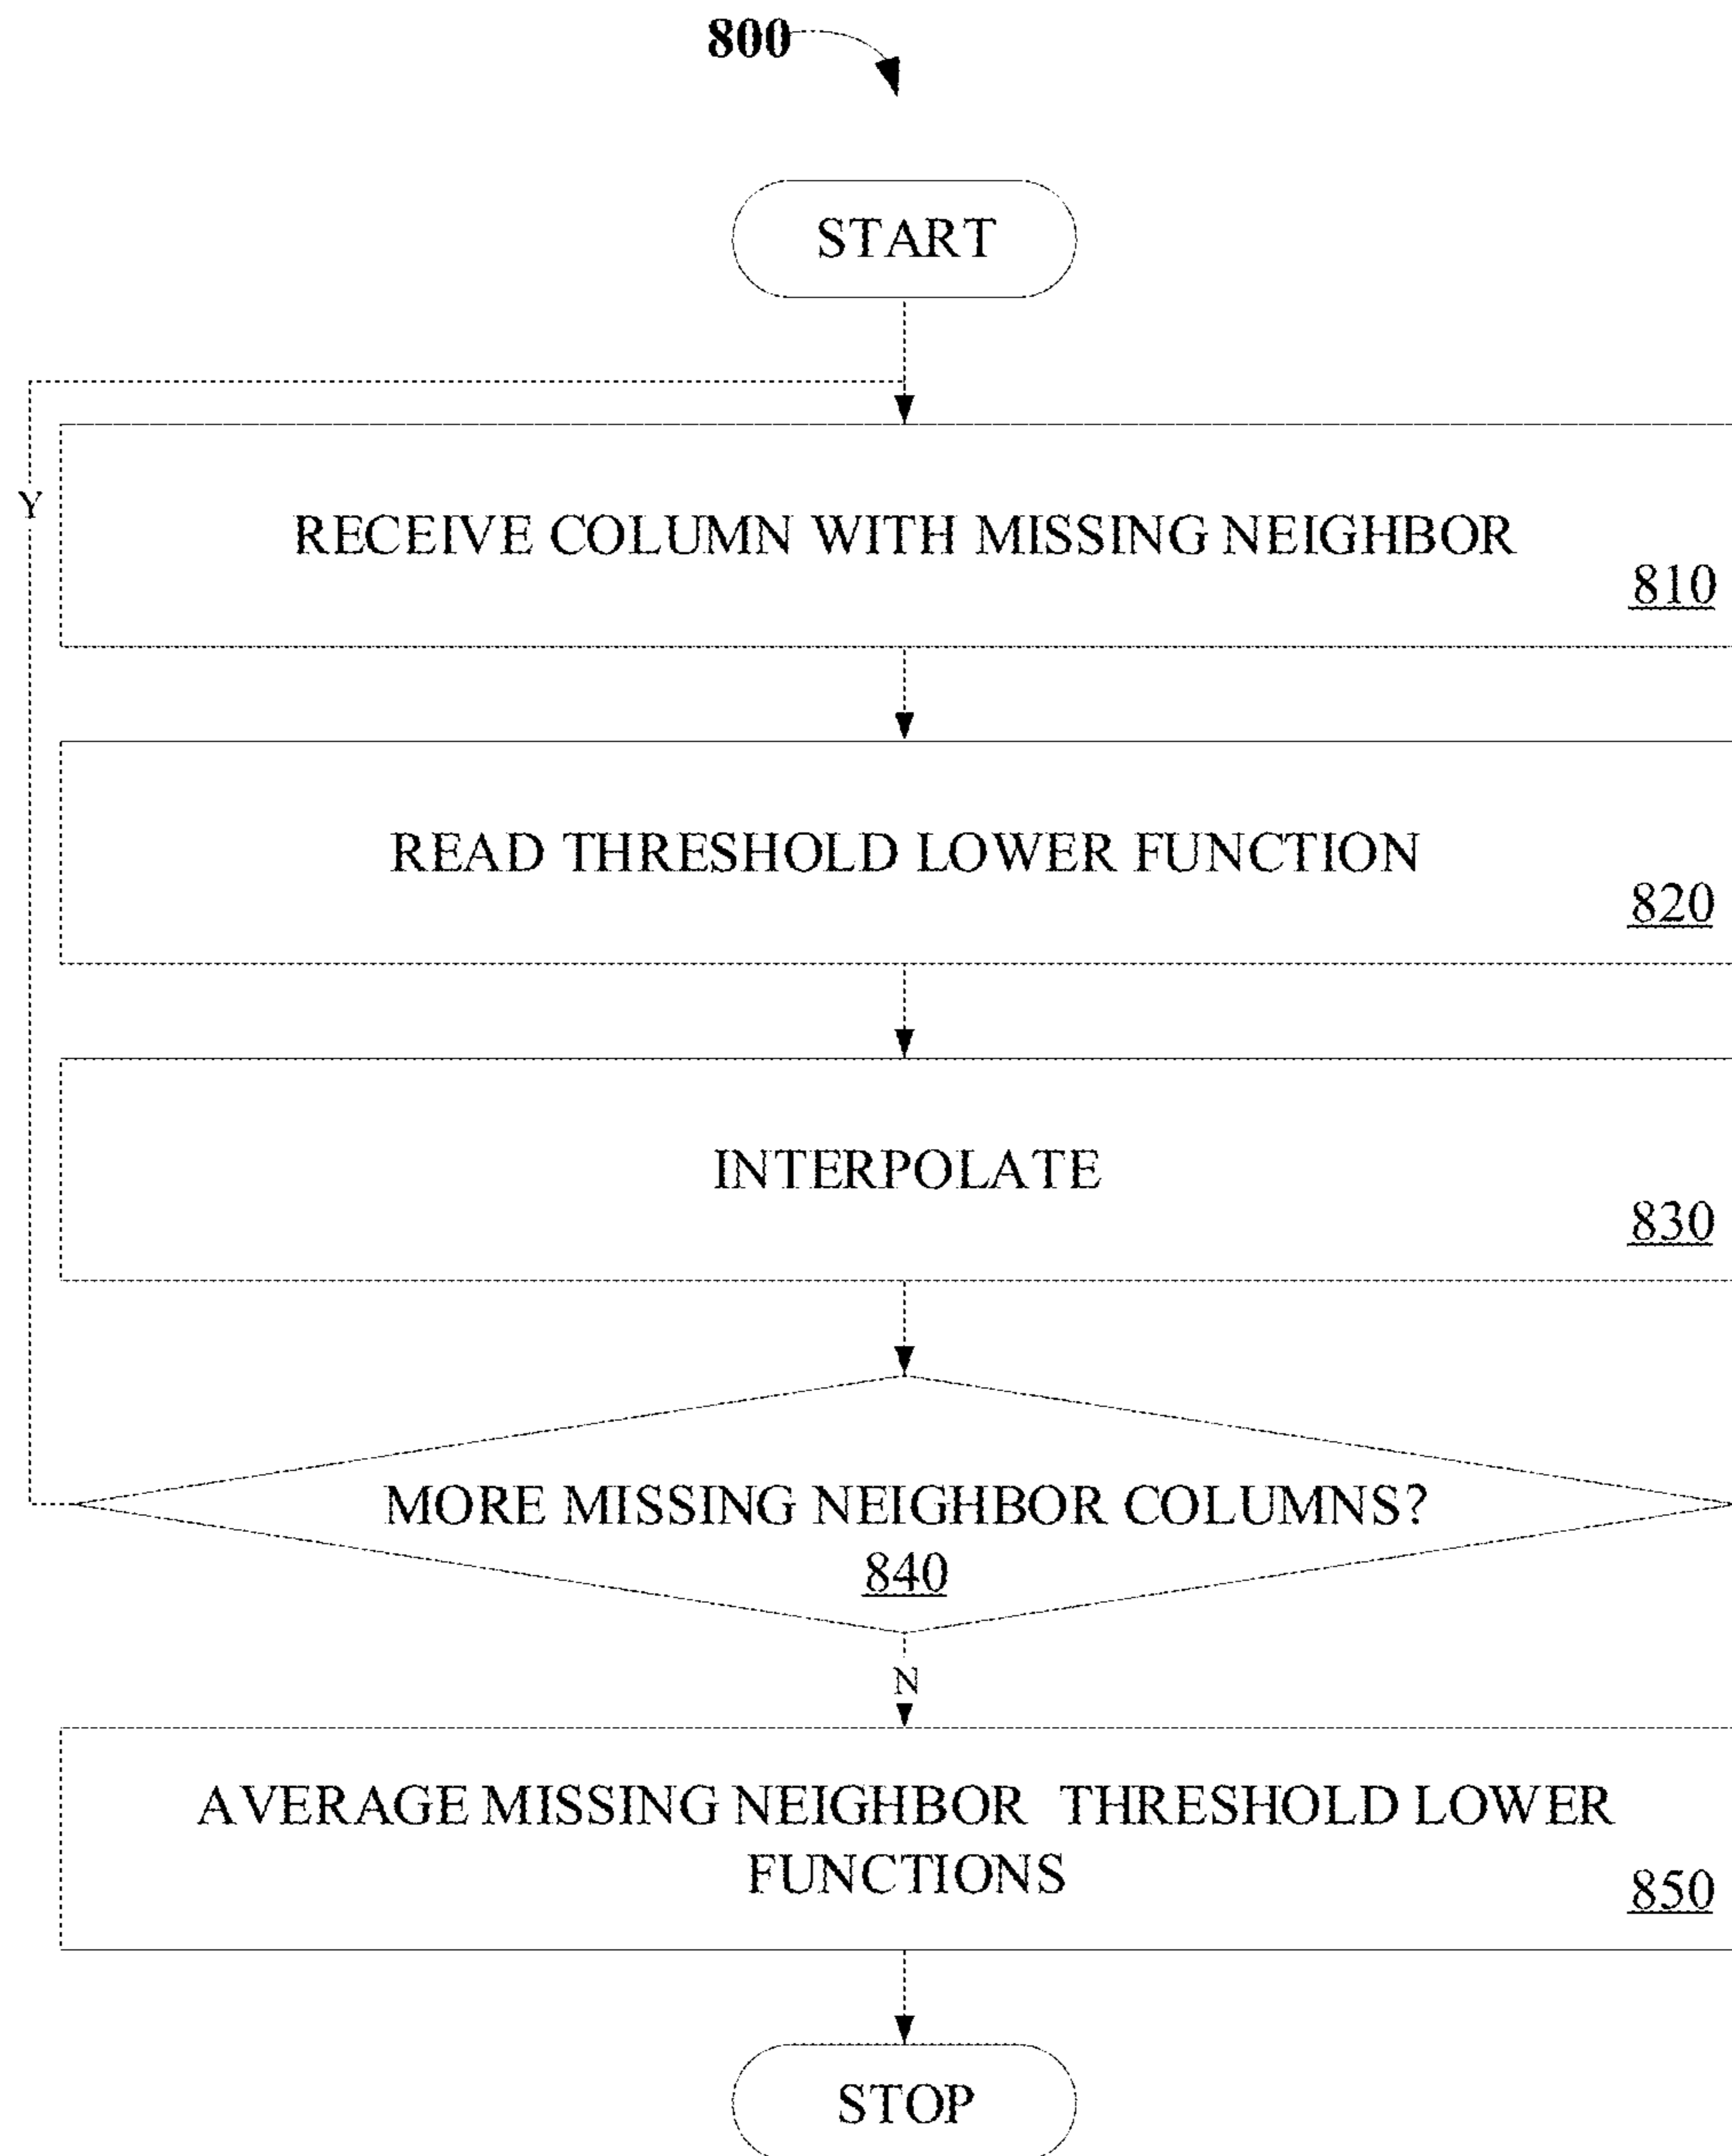 800
START
Y
RECEIVE COLUMN WITH MISSING NEIGHBOR
810
READ THRESHOLD LOWER FUNCTION
820
INTERPOLATE
830
MORE MISSING NEIGHBOR COLUMNS?
840
N
AVERAGE MISSING NEIGHBOR THRESHOLD LOWER
FUNCTIONS
850
STOP